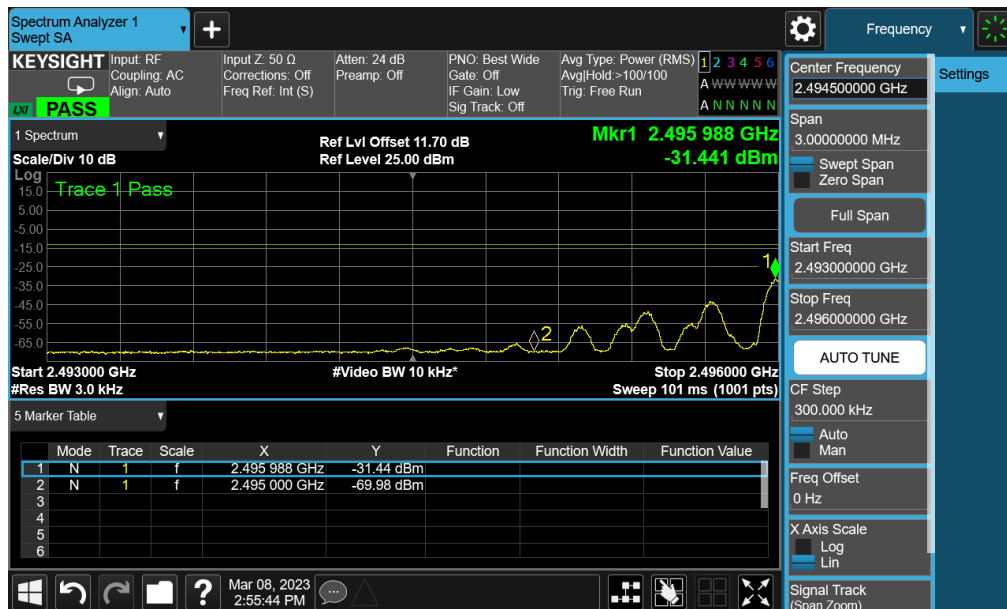 Spectrum Analyzer 1
Swept SA
+
Frequency
KEYSIGHT
Input: RF
Coupling: AC
Align: Auto
Input Z: 50 Ω
Corrections: Off
Freq Ref: Int (S)
Atten: 24 dB
Preamp: Off
PNO: Best Wide
Gate: Off
IF Gain: Low
Sig Track: Off
Avg Type: Power (RMS)
Avg|Hold:>100/100
Trig: Free Run
1 2 3 4 5 6
A W W W W W
A N N N N N
LXI PASS
1 Spectrum
Scale/Div 10 dB
Ref Lvl Offset 11.70 dB
Ref Level 25.00 dBm
Mkr1 2.495 988 GHz
-31.441 dBm
Log
Trace 1 Pass
15.0
5.00
-5.00
-15.0
-25.0
-35.0
-45.0
-55.0
-65.0
1
2
Start 2.493000 GHz
#Res BW 3.0 kHz
#Video BW 10 kHz*
Stop 2.496000 GHz
Sweep 101 ms (1001 pts)
5 Marker Table
Mode Trace Scale X Y Function Function Width Function Value
1 N 1 f 2.495 988 GHz -31.44 dBm
2 N 1 f 2.495 000 GHz -69.98 dBm
3
4
5
6
Mar 08, 2023
2:55:44 PM
Center Frequency
2.494500000 GHz
Settings
Span
3.00000000 MHz
Swept Span
Zero Span
Full Span
Start Freq
2.493000000 GHz
Stop Freq
2.496000000 GHz
AUTO TUNE
CF Step
300.000 kHz
Auto
Man
Freq Offset
0 Hz
X Axis Scale
Log
Lin
Signal Track
(Span Zoom)